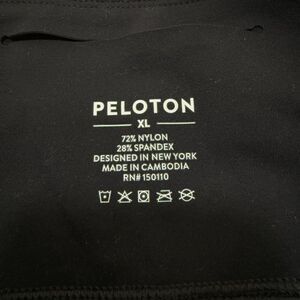 PELOTON
XL
72% NYLON
28% SPANDEX
DESIGNED IN NEW YORK
MADE IN CAMBODIA
RN# 150110